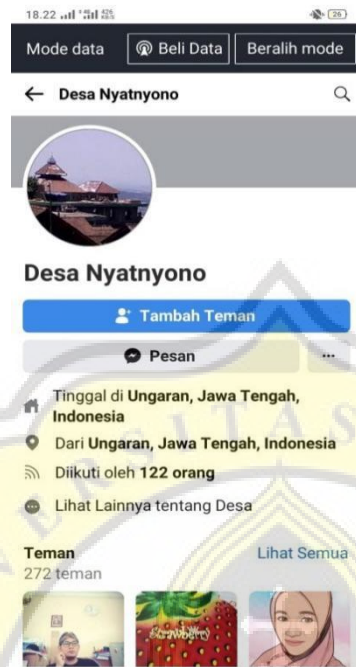 18.22
26
Mode data
Beli Data
Beralih mode
Desa Nyatnyono
Desa Nyatnyono
Tambah Teman
Pesan
Tinggal di Ungaran, Jawa Tengah,
Indonesia
Dari Ungaran, Jawa Tengah, Indonesia
Diikuti oleh 122 orang
Lihat Lainnya tentang Desa
Teman
Lihat Semua
272 teman
Strawberry